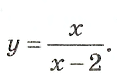 y = x / (x − 2).